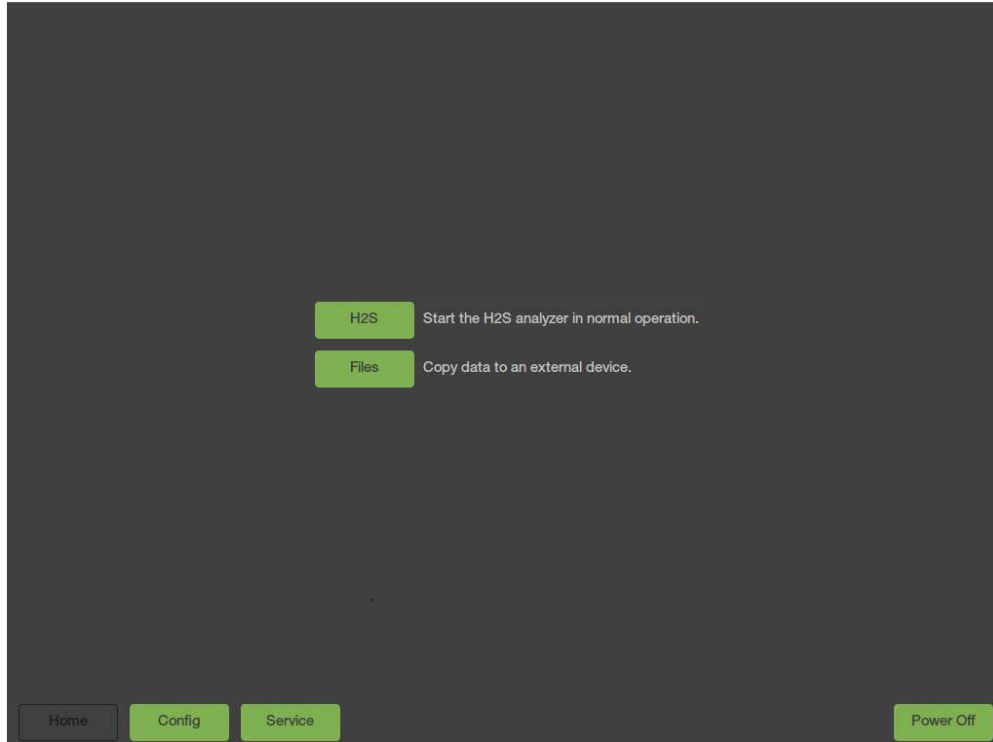 H2S Start the H2S analyzer in normal operation.
Files Copy data to an external device.
Home Config Service Power Off